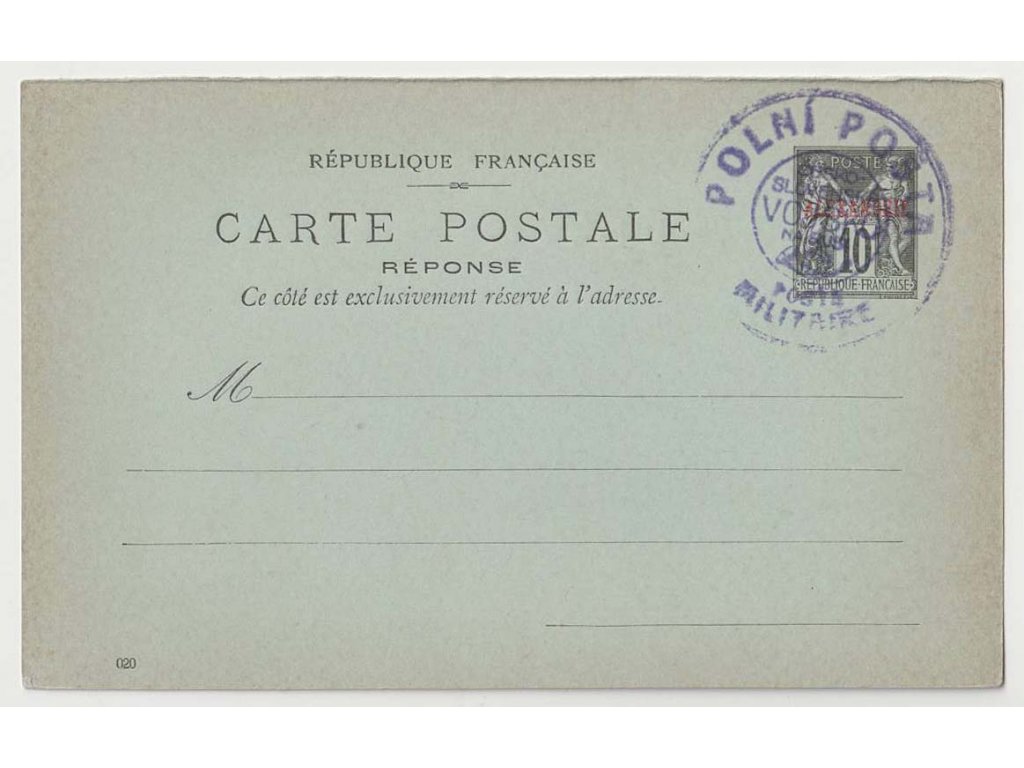 RÉPUBLIQUE FRANÇAISE
CARTE POSTALE
RÉPONSE
Ce côté est exclusivement réservé à l'adresse.
M
020
POLNÍ POŠTA
POSTE
MILITAIRE
POSTES
10
RÉPUBLIQUE-FRANÇAISE